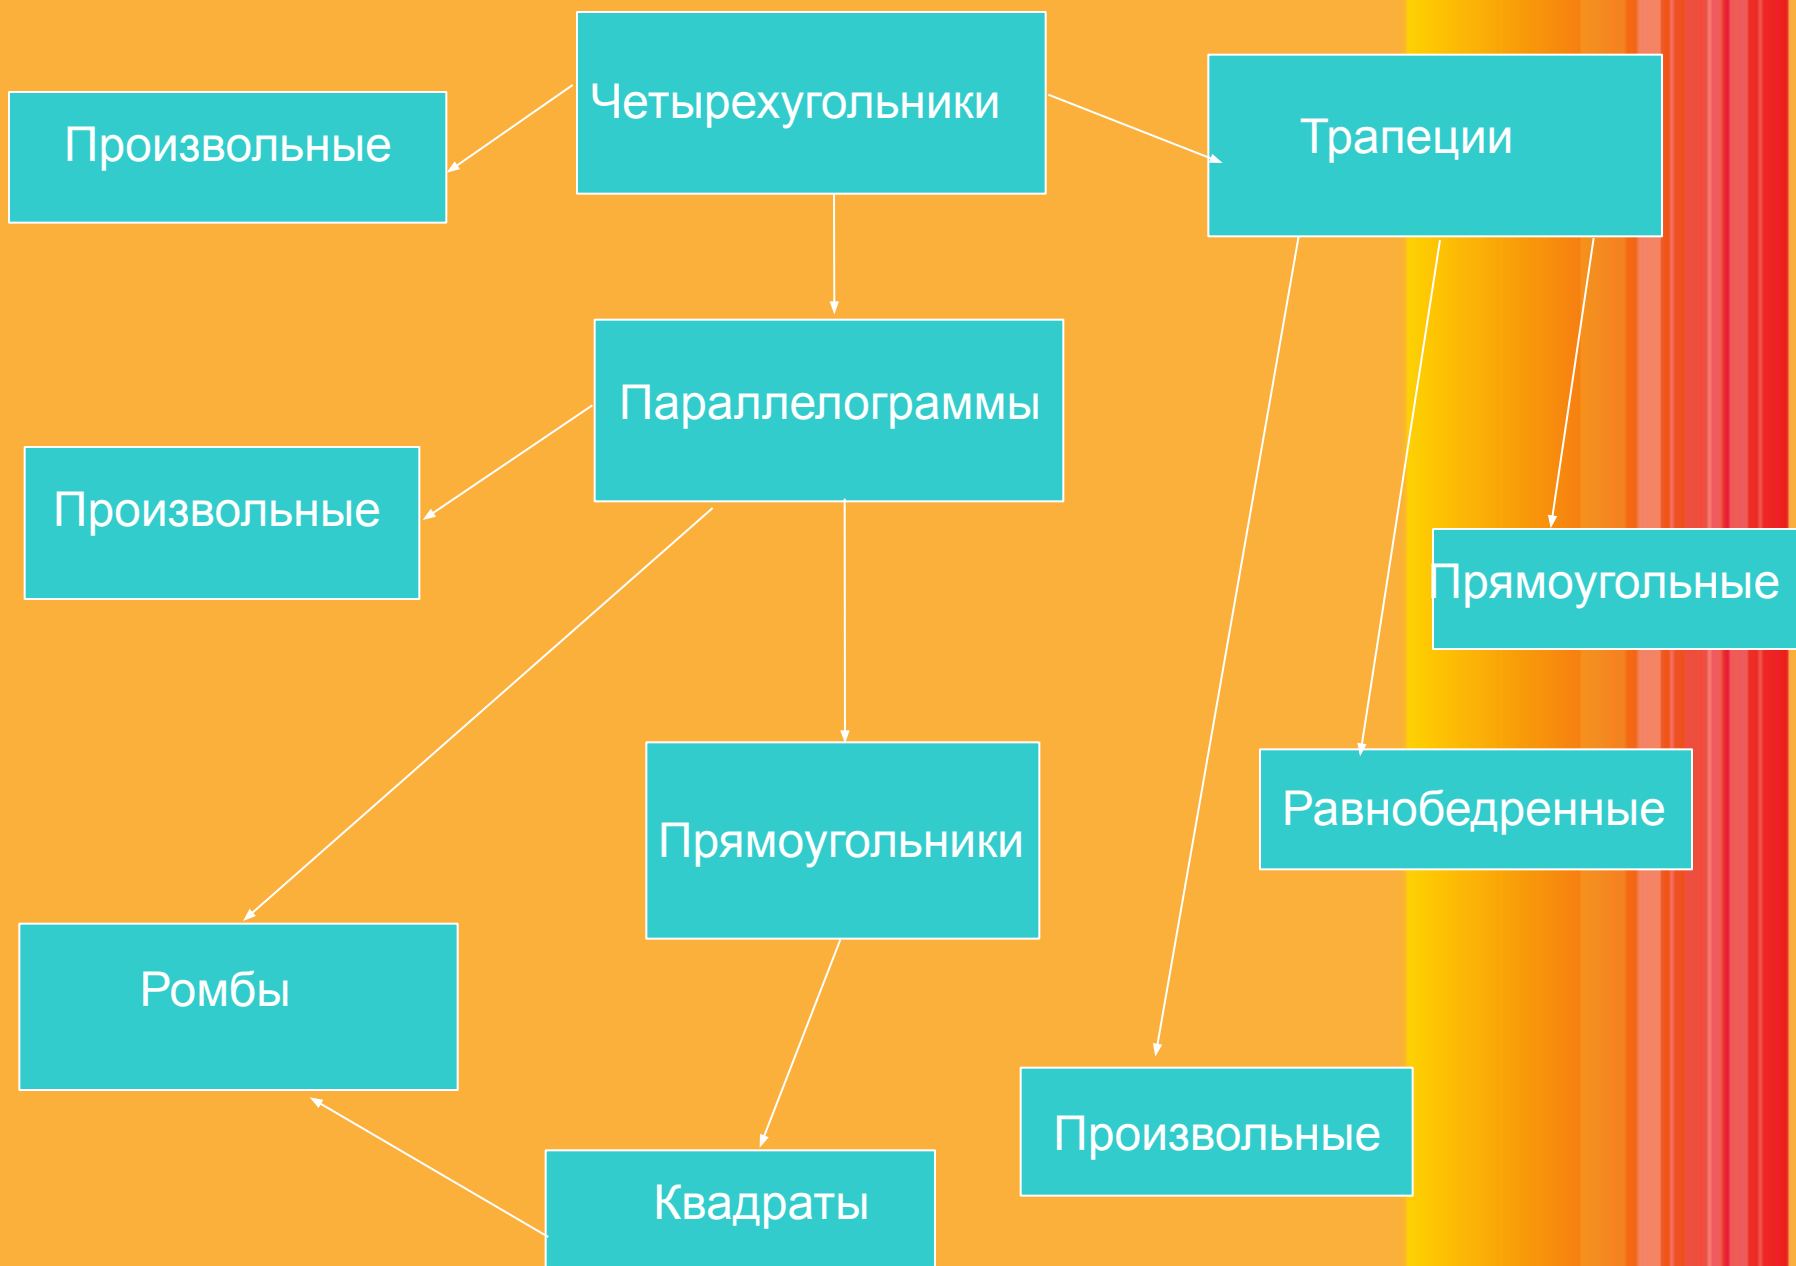 Четырехугольники
Произвольные
Трапеции
Параллелограммы
Произвольные
Прямоугольные
Равнобедренные
Прямоугольники
Ромбы
Произвольные
Квадраты